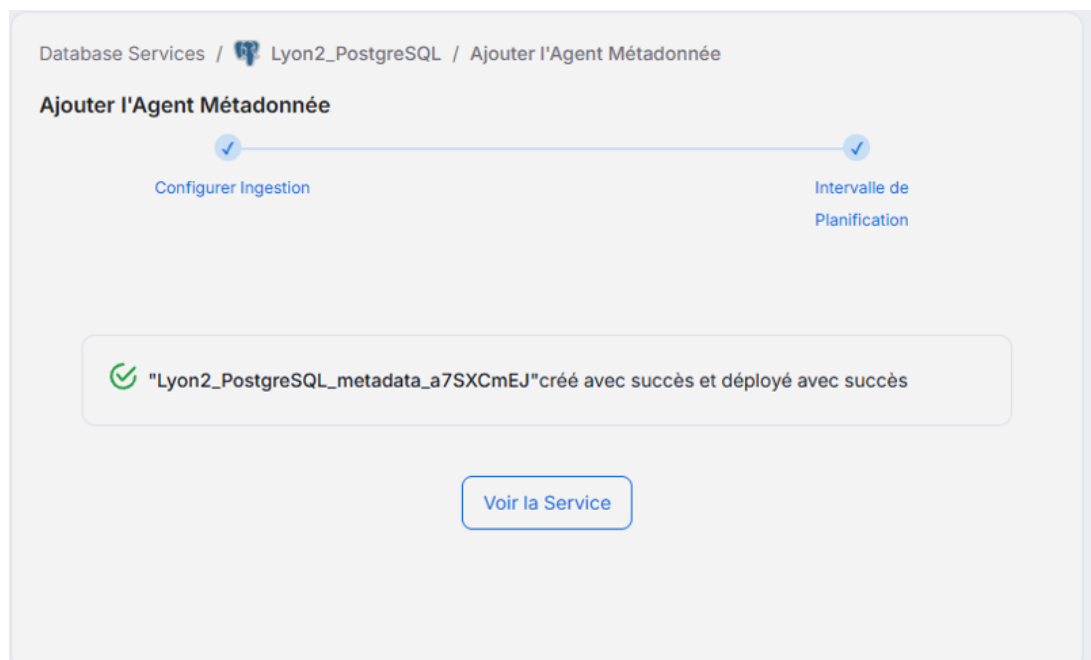 Database Services / Lyon2_PostgreSQL / Ajouter l'Agent Métadonnée
Ajouter l'Agent Métadonnée
Configurer Ingestion
Intervalle de
Planification
"Lyon2_PostgreSQL_metadata_a7SXCmEJ"créé avec succès et déployé avec succès
Voir la Service